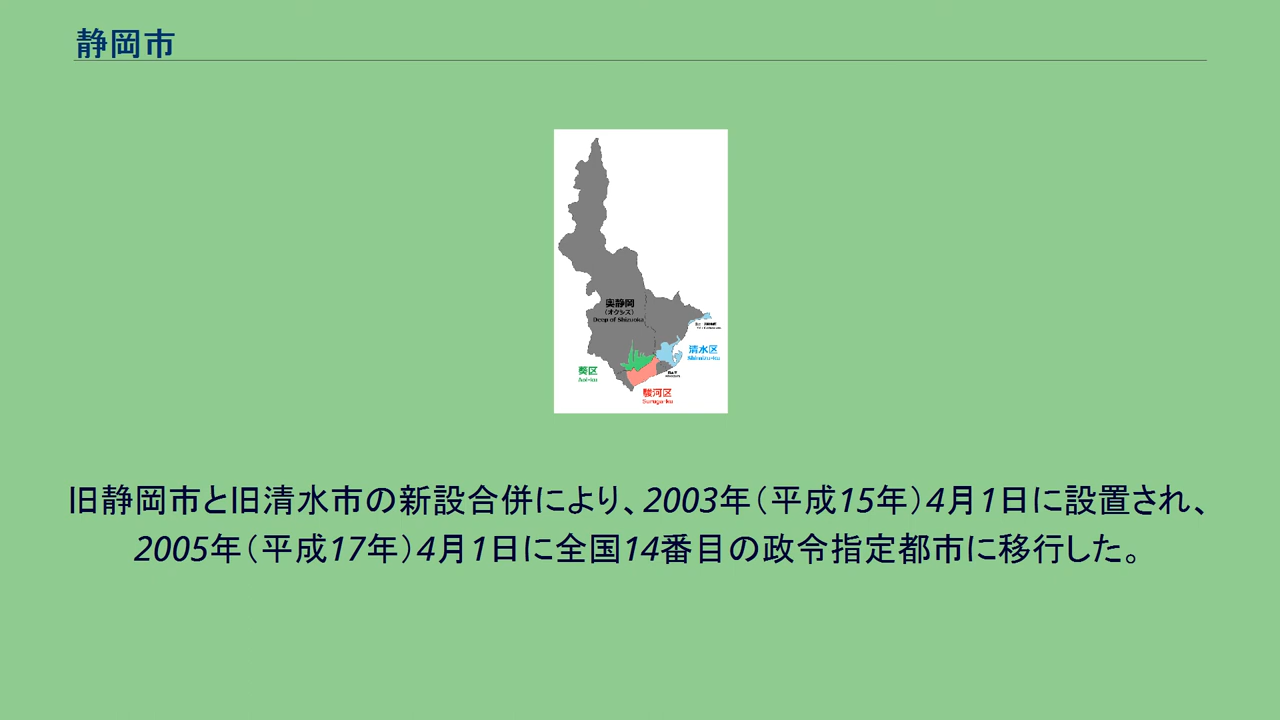 静岡市
奥静岡
(オクシズ)
Deep of Shizuoka
清水区
Shimizu-ku
葵区
Aoi-ku
駿河区
Suruga-ku
旧静岡市と旧清水市の新設合併により、2003年（平成15年）4月1日に設置され、
2005年（平成17年）4月1日に全国14番目の政令指定都市に移行した。